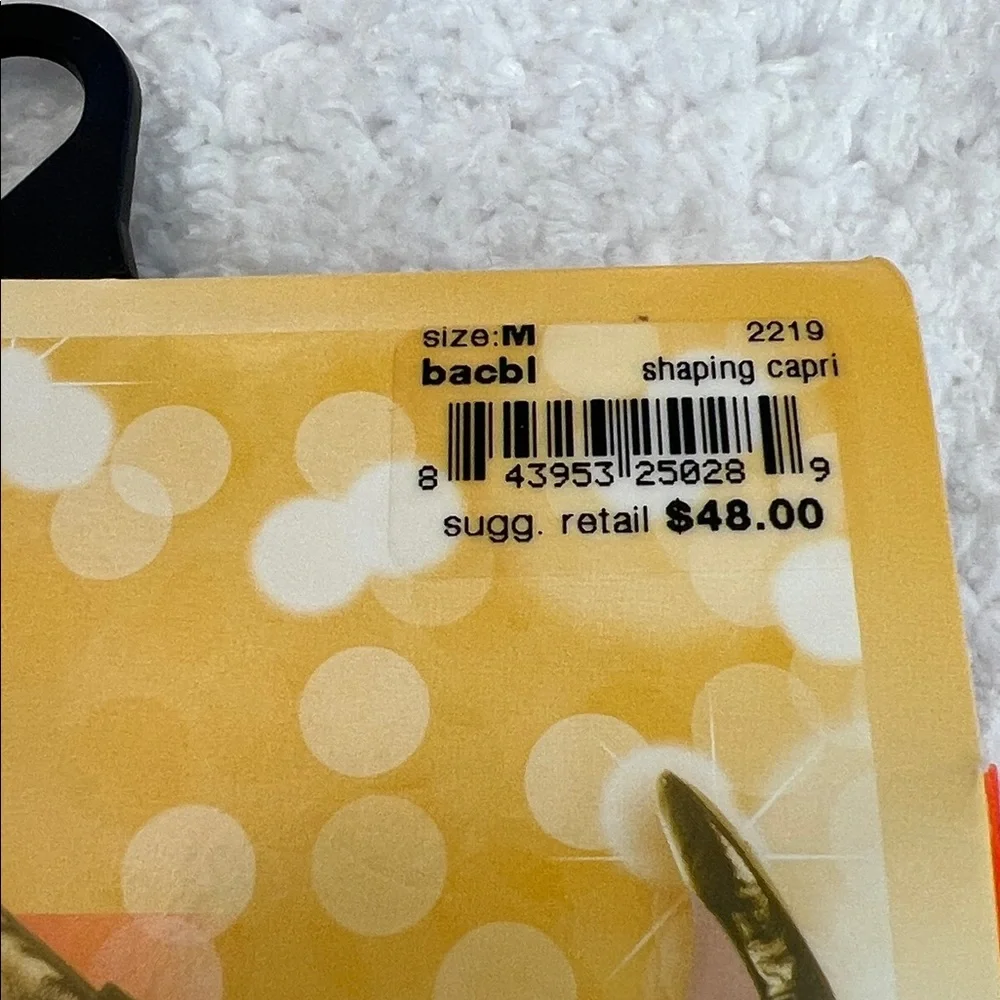 size:M 2219
bacbl shaping capri
8 43953 25028 9
sugg. retail $48.00